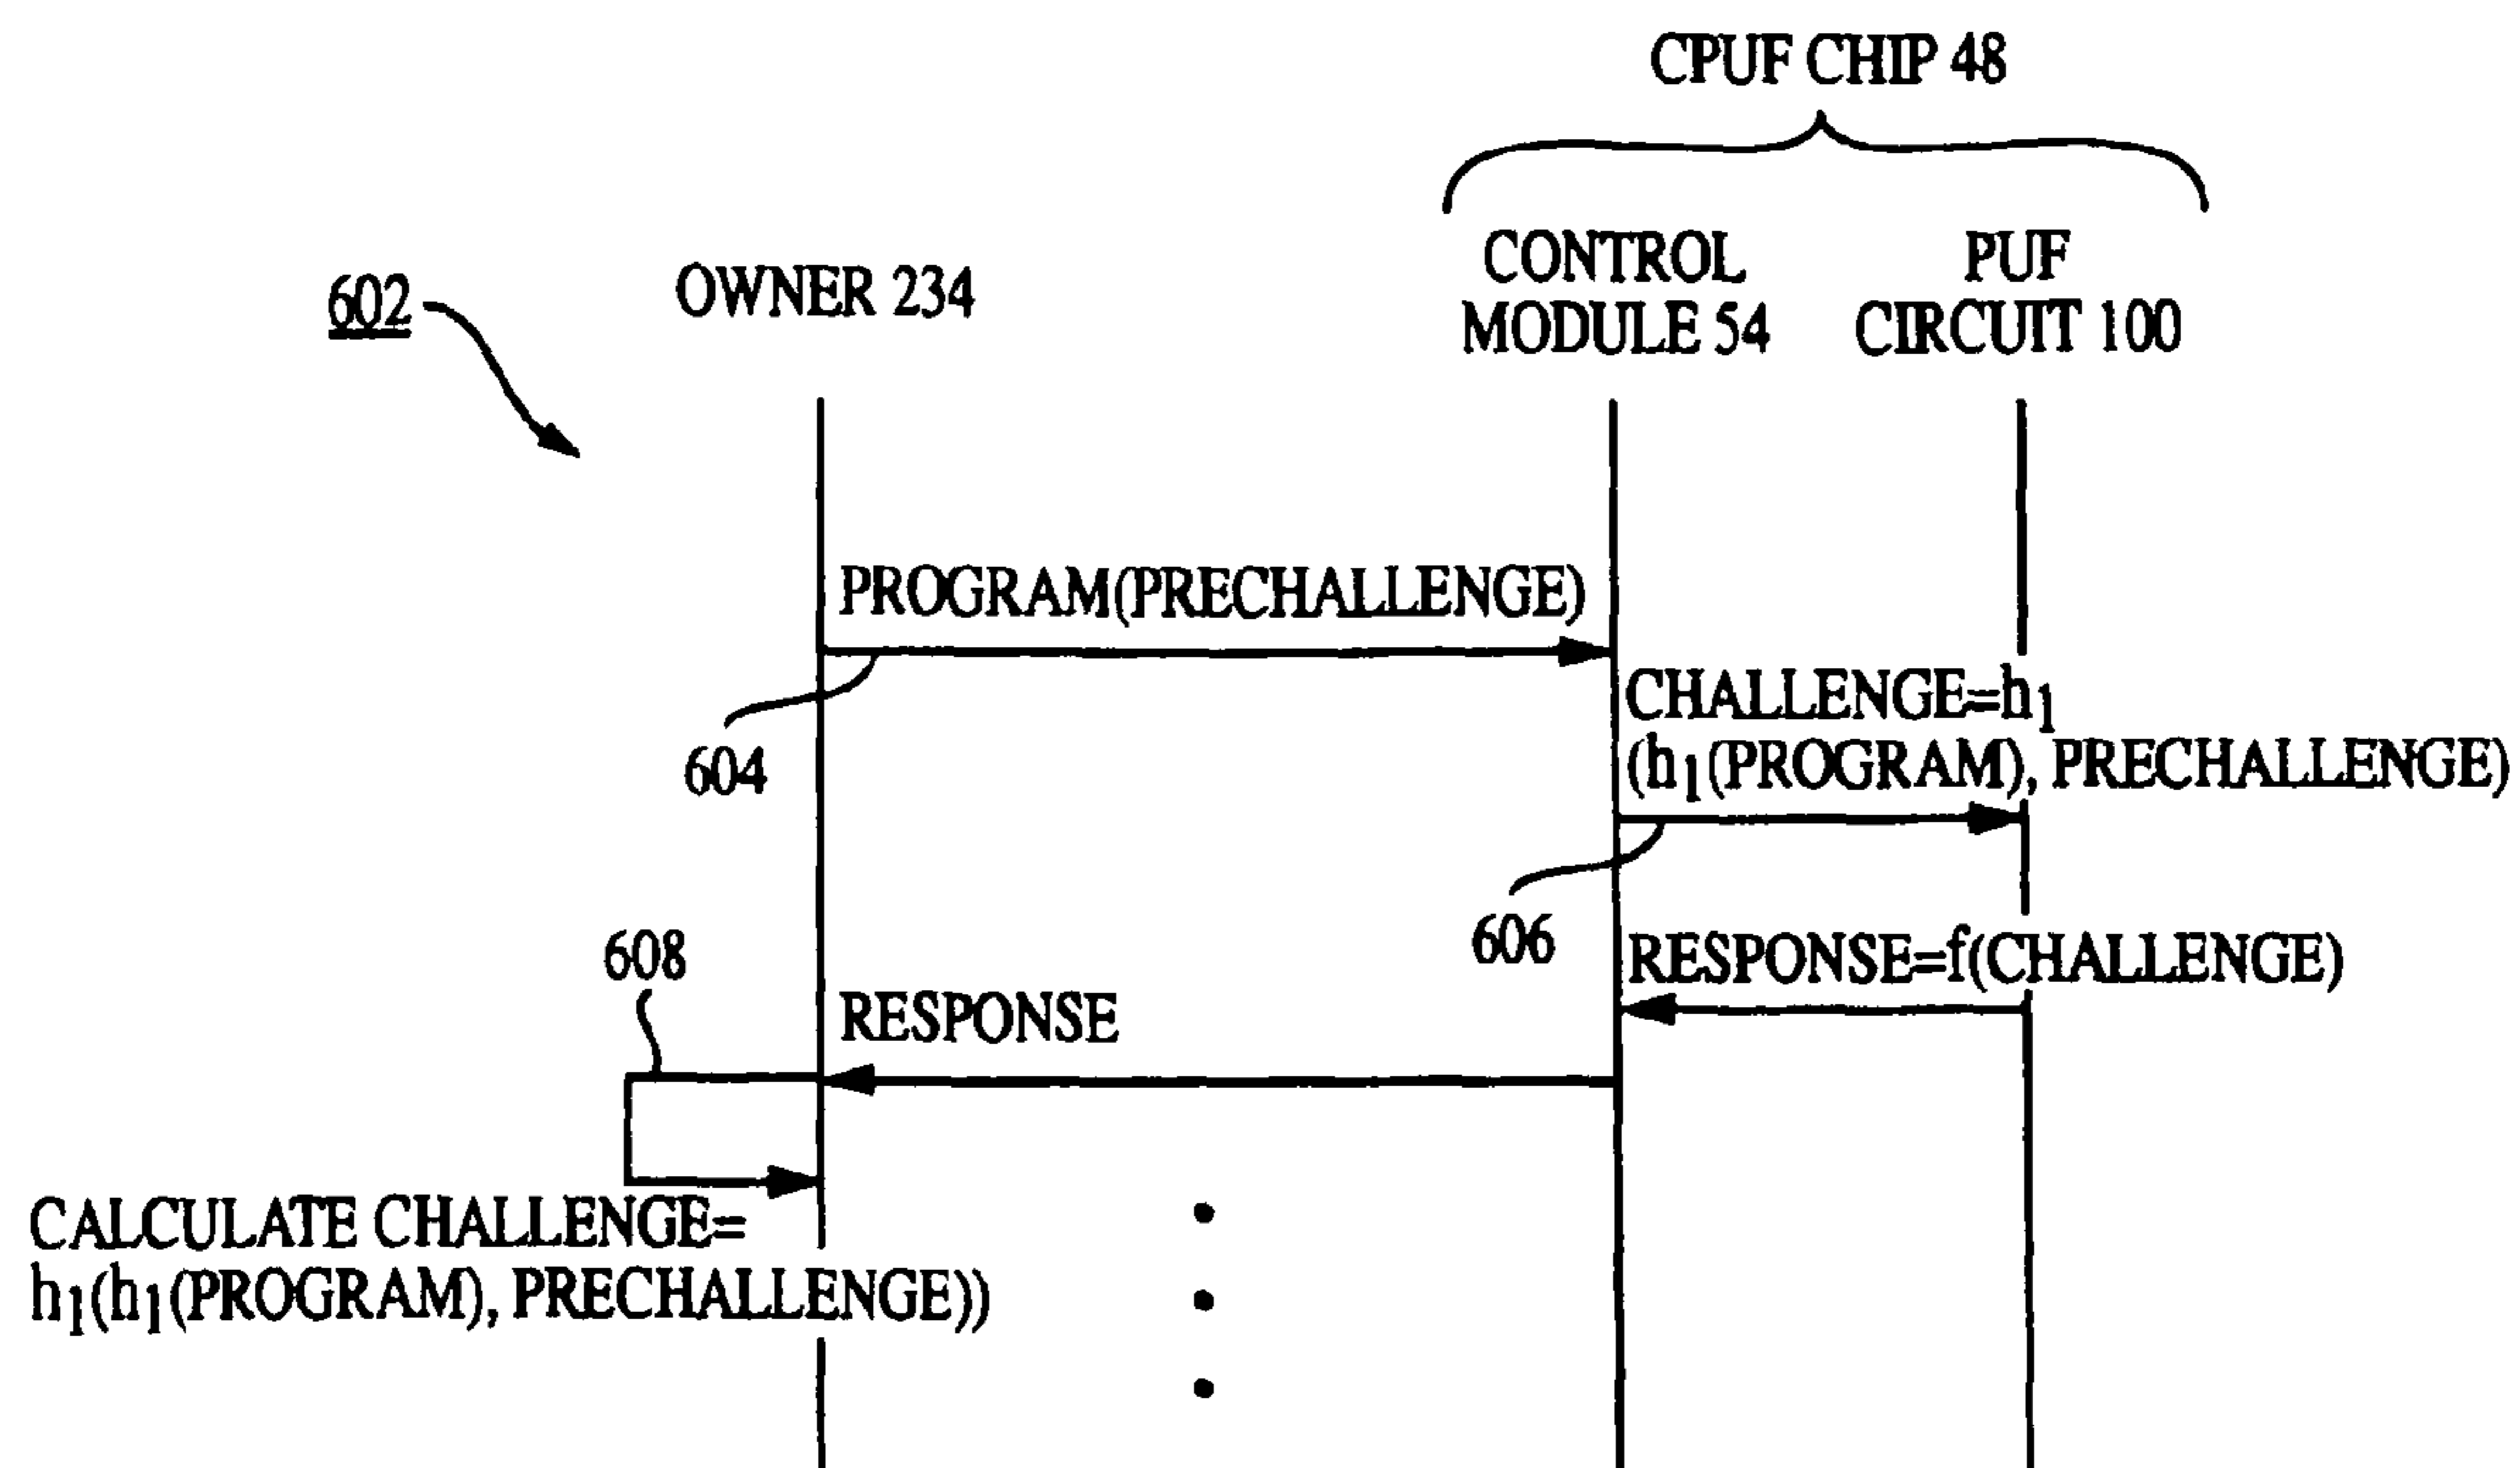 CPUF CHIP 48
602
OWNER 234
CONTROL
MODULE 54
PUF
CIRCUIT 100
PROGRAM(PRECHALLENGE)
604
CHALLENGE=h1
(h1(PROGRAM), PRECHALLENGE)
606
RESPONSE=f(CHALLENGE)
608
RESPONSE
CALCULATE CHALLENGE=
h1(h1(PROGRAM), PRECHALLENGE))